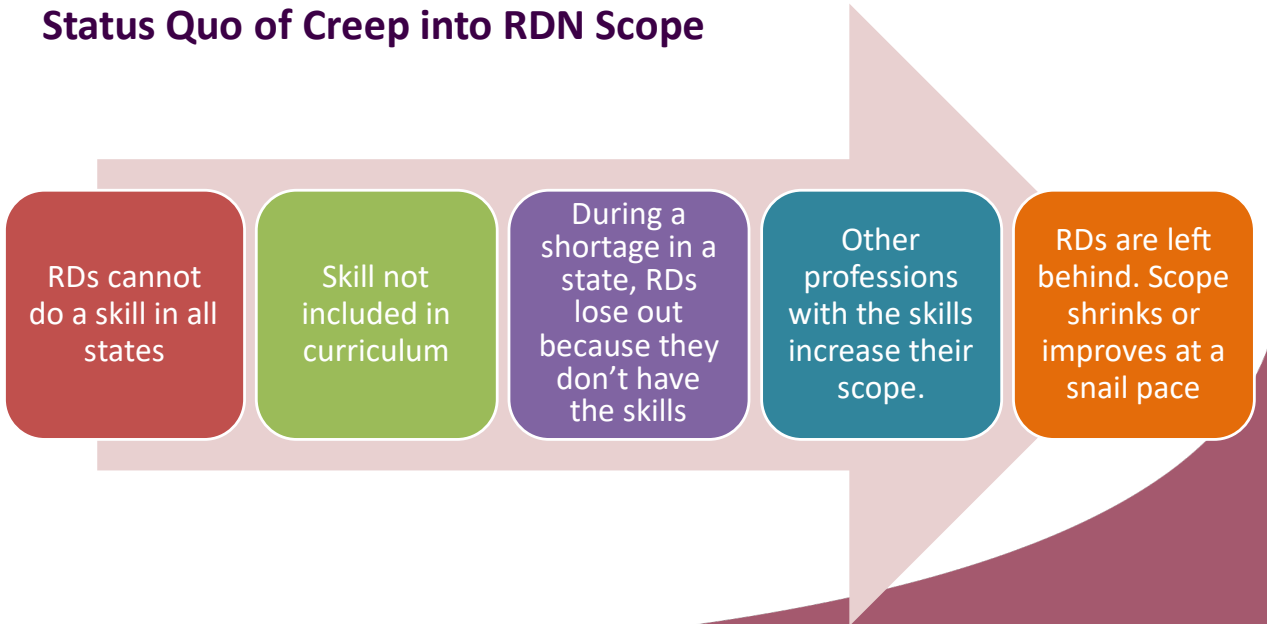 Status Quo of Creep into RDN Scope
RDs cannot
do a skill in all
states
Skill not
included in
curriculum
During a
shortage in a
state, RDs
lose out
because they
don’t have
the skills
Other
professions
with the skills
increase their
scope.
RDs are left
behind. Scope
shrinks or
improves at a
snail pace